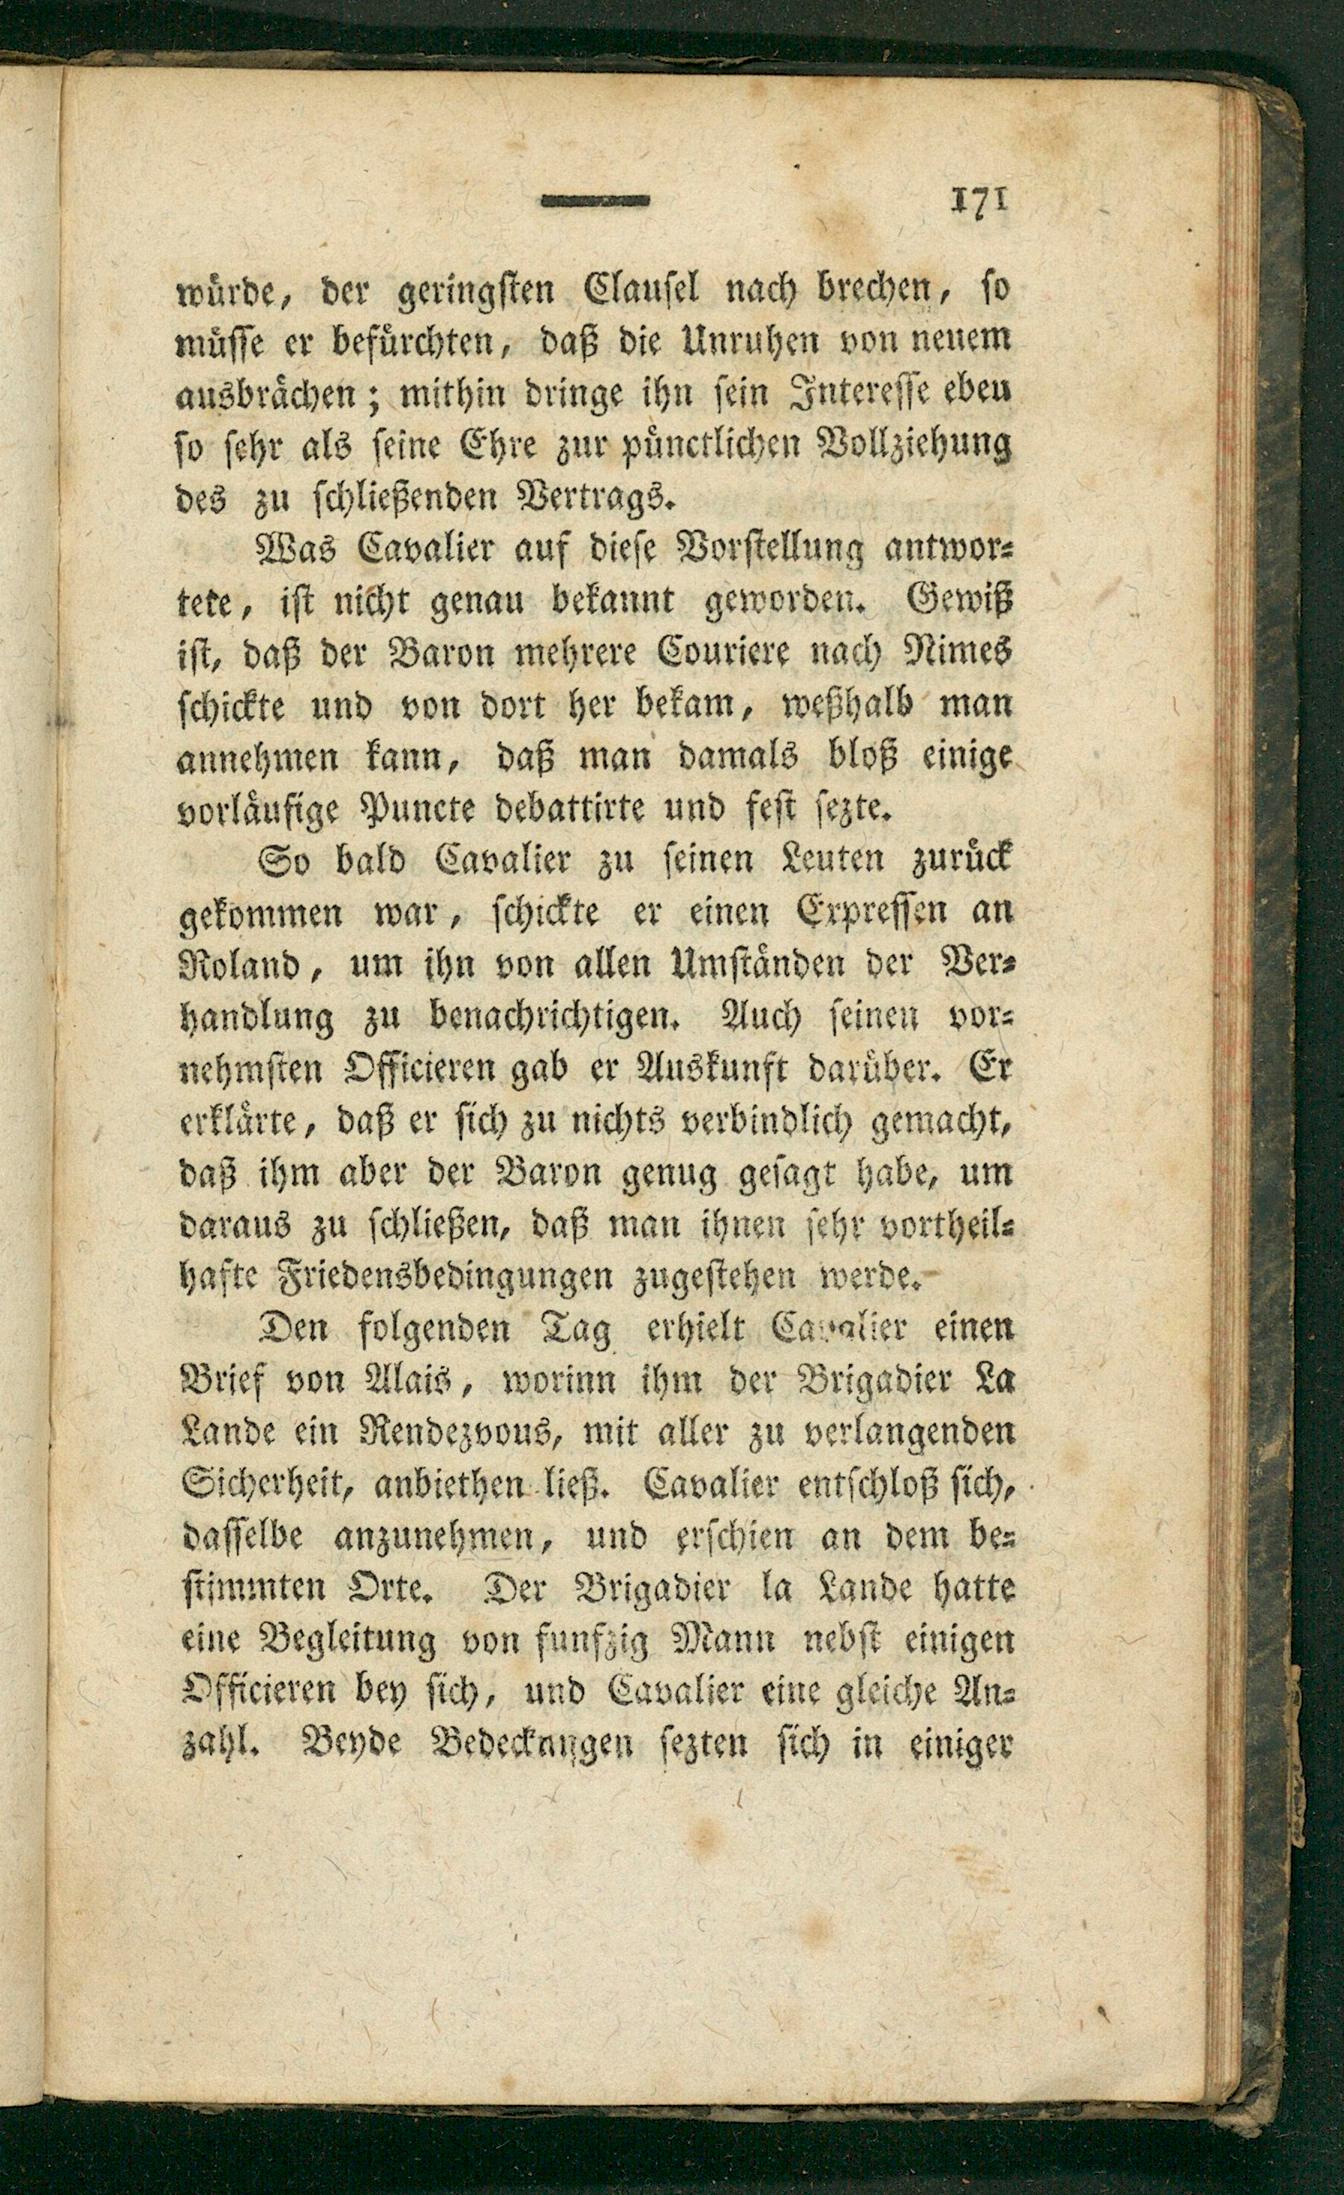 171
würde, der geringsten Clausel nach brechen, so
müsse er befürchten, daß die Unruhen von neuem
ausbrächen; mithin dringe ihn sein Interesse eben
so sehr als seine Ehre zur pünctlichen Vollziehung
des zu schließenden Vertrags.
Was Cavalier auf diese Vorstellung antwor-
tete, ist nicht genau bekannt geworden. Gewiß
ist, daß der Baron mehrere Couriere nach Nimes
schickte und von dort her bekam, weßhalb man
annehmen kann, daß man damals bloß einige
vorläufige Puncte debattirte und fest sezte.
So bald Cavalier zu seinen Leuten zurück
gekommen war, schickte er einen Expressen an
Roland, um ihn von allen Umständen der Ver-
handlung zu benachrichtigen. Auch seinen vor-
nehmsten Officieren gab er Auskunft darüber. Er
erklärte, daß er sich zu nichts verbindlich gemacht,
daß ihm aber der Baron genug gesagt habe, um
daraus zu schließen, daß man ihnen sehr vortheil-
hafte Friedensbedingungen zugestehen werde.
Den folgenden Tag erhielt Cavalier einen
Brief von Alais, worinn ihm der Brigadier La
Lande ein Rendezvous, mit aller zu verlangenden
Sicherheit, anbiethen ließ. Cavalier entschloß sich,
dasselbe anzunehmen, und erschien an dem be-
stimmten Orte. Der Brigadier la Lande hatte
eine Begleitung von funfzig Mann nebst einigen
Officieren bey sich, und Cavalier eine gleiche An-
zahl. Beyde Bedeckungen sezten sich in einiger